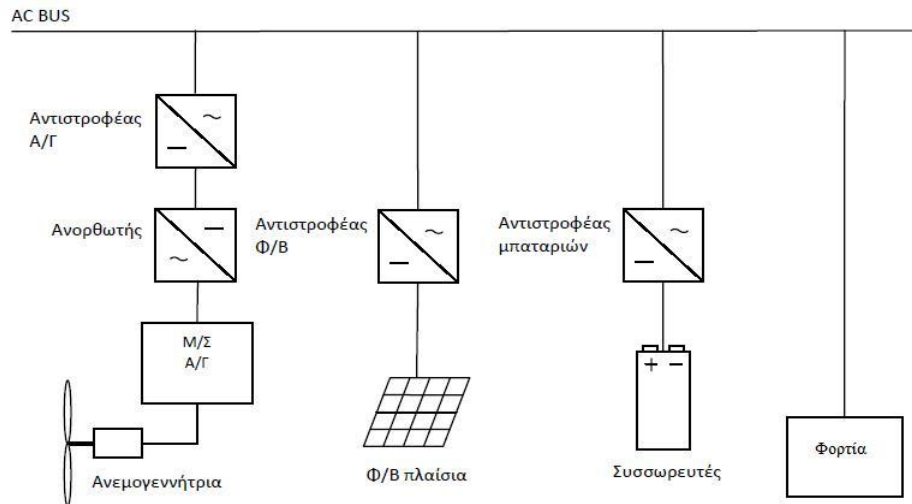 AC BUS
Αντιστροφέας
Α/Γ
Ανορθωτής
Αντιστροφέας
Φ/Β
Αντιστροφέας
μπαταριών
Μ/Σ
Α/Γ
+ −
Ανεμογεννήτρια
Φ/Β πλαίσια
Συσσωρευτές
Φορτία